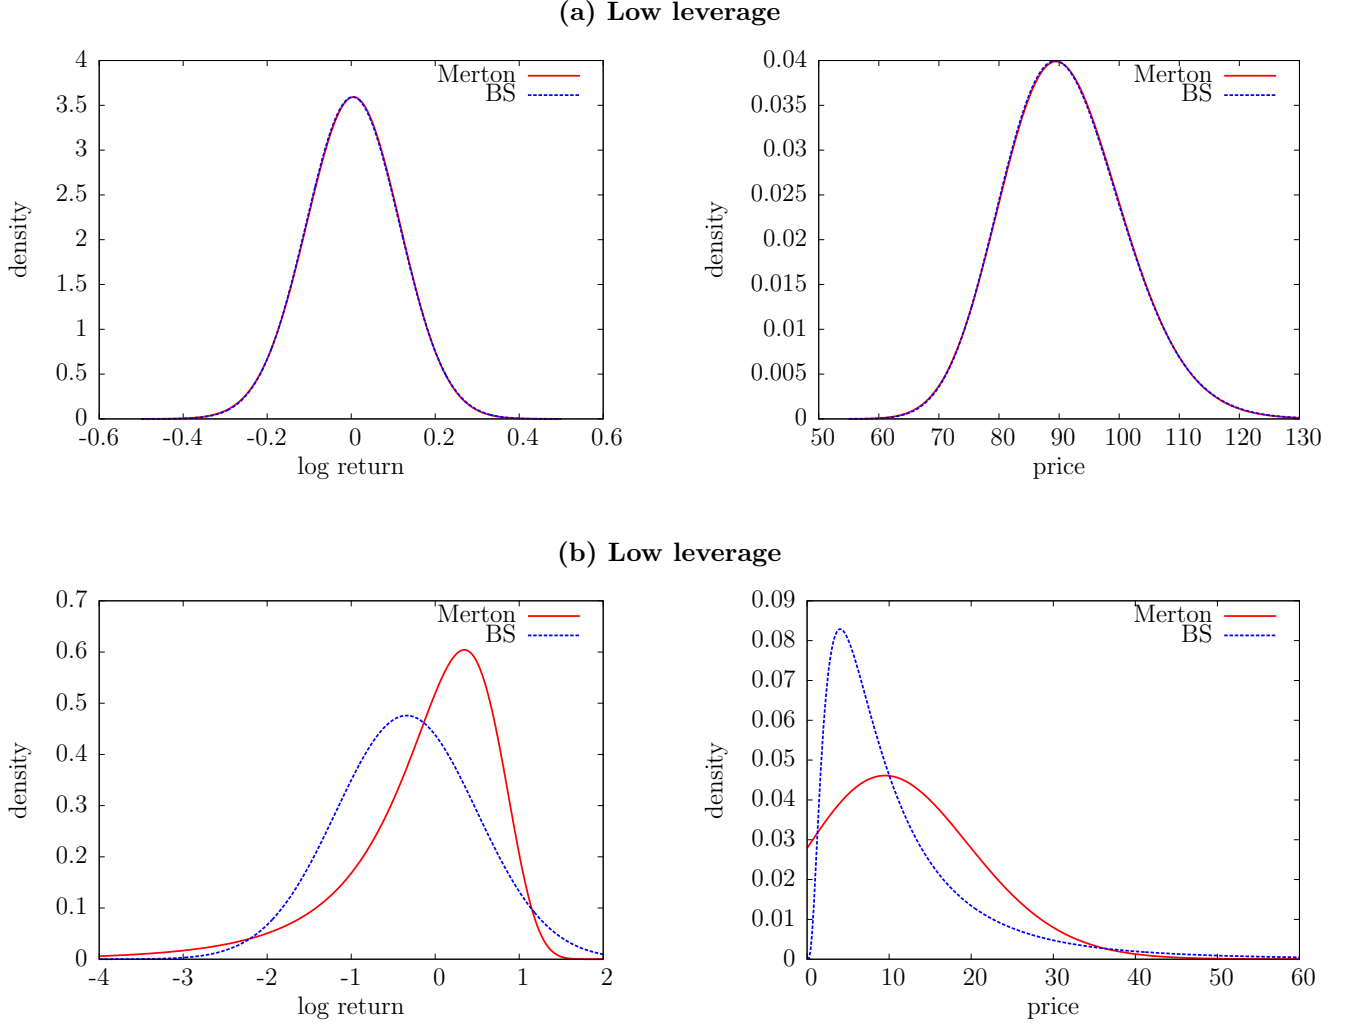 (a) Low leverage
4
3.5
3
2.5
2
1.5
1
0.5
0
density
-0.6 -0.4 -0.2 0 0.2 0.4 0.6
log return
Merton
BS
0.04
0.035
0.03
0.025
0.02
0.015
0.01
0.005
0
density
50 60 70 80 90 100 110 120 130
price
Merton
BS
(b) Low leverage
0.7
0.6
0.5
0.4
0.3
0.2
0.1
0
density
-4 -3 -2 -1 0 1 2
log return
Merton
BS
0.09
0.08
0.07
0.06
0.05
0.04
0.03
0.02
0.01
0
density
0 10 20 30 40 50 60
price
Merton
BS